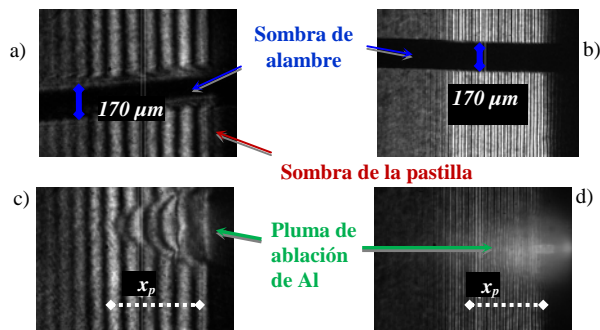 a)
Sombra de
alambre
b)
170 µm
170 µm
Sombra de la pastilla
c)
Pluma de
ablación
de Al
d)
x_p
x_p